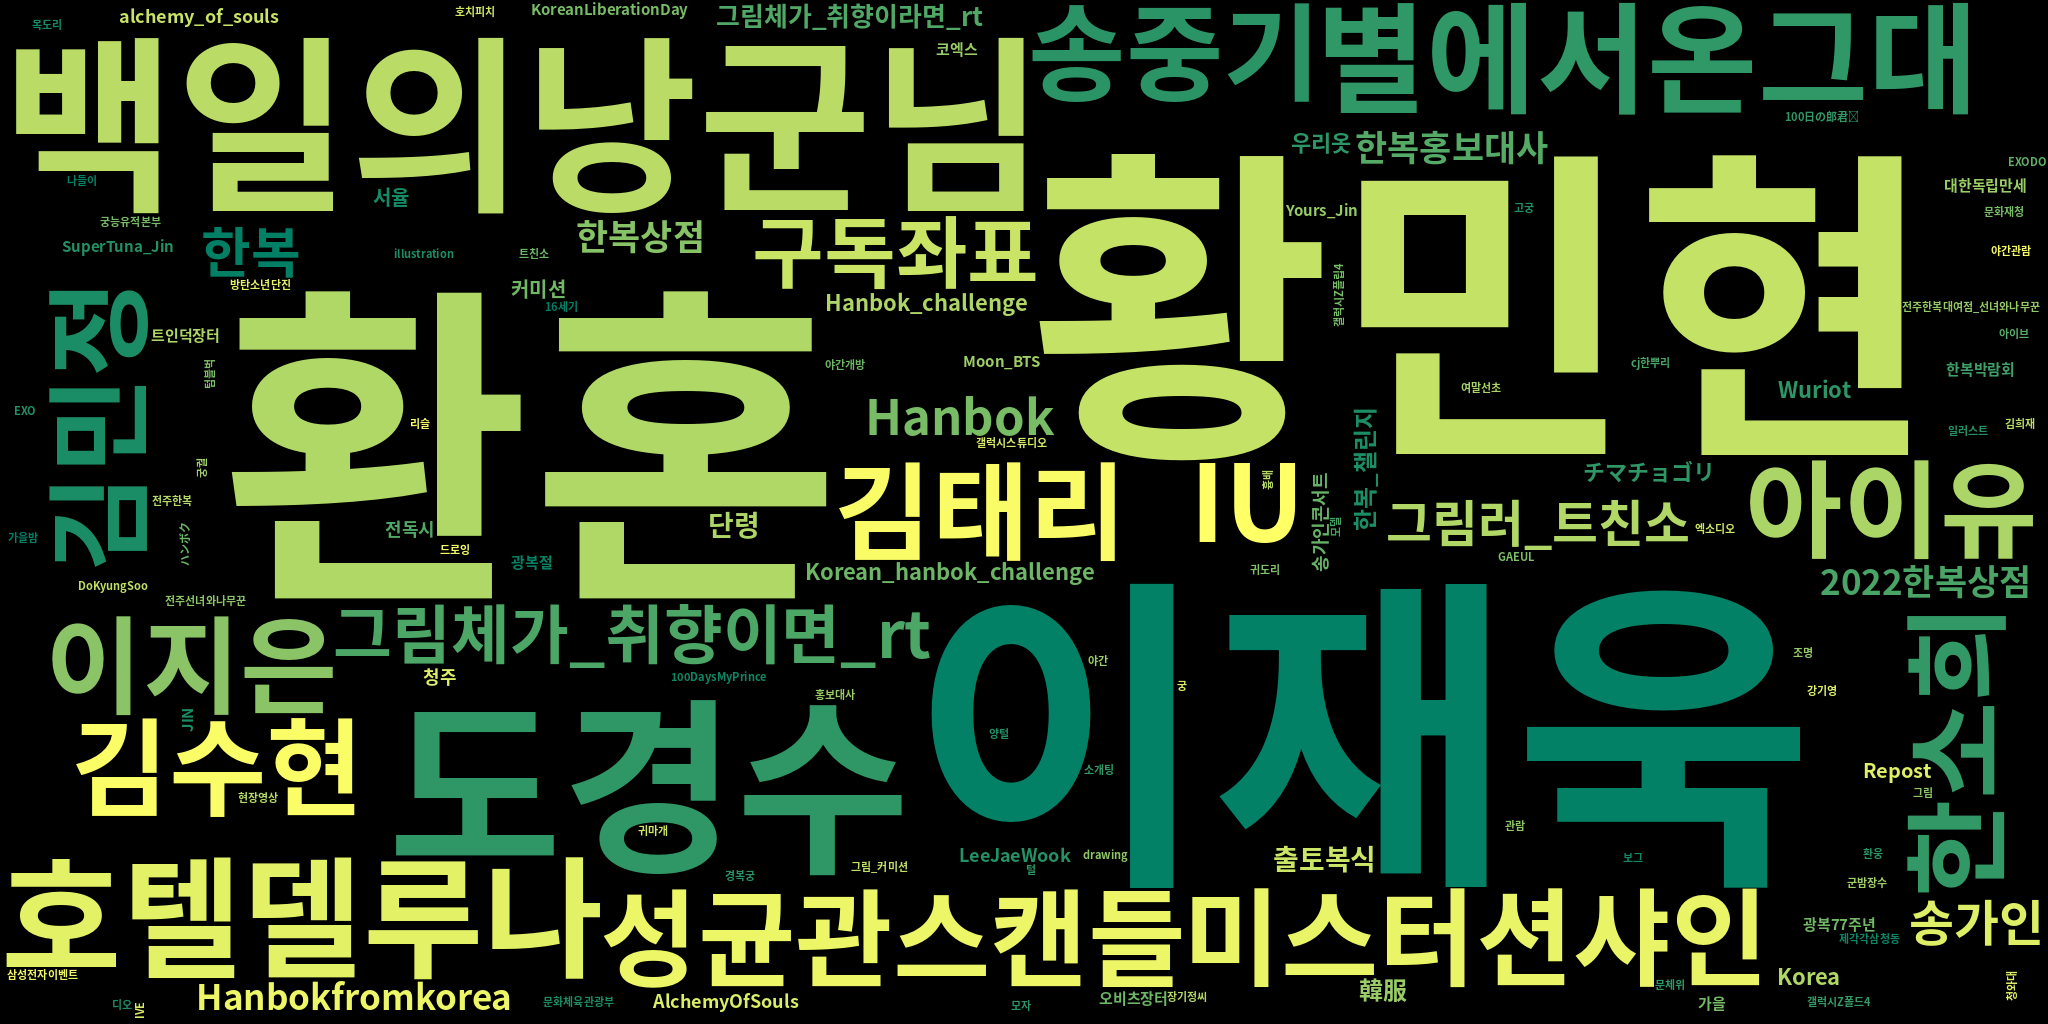 목도리
alchemy_of_souls
호치피치
KoreanLiberationDay
그림체가_취향이라면_rt
송중기
별에서온그대
백일의낭군님
코엑스
100日の郎君
우리옷
한복홍보대사
EXODO
나들이
서율
대한독립만세
Yours_Jin
고궁
문화재청
궁능유적본부
한복
한복상점
구독좌표
황민현
SuperTuna_Jin
illustration
트친소
야간관람
방탄소년단진
커미션
16세기
Hanbok_challenge
갤럭시Z플립4
전주한복대여점_선녀와나무꾼
김민정
트인덕장터
환혼
아이브
텀블벅
야간개방
Moon_BTS
cj한뿌리
한복박람회
여말선초
Wuriot
EXO
리슬
Hanbok
갤럭시스튜디오
한복_챌린지
일러스트
김희재
궁궐
김태리
IU
흉배
チマチョゴリ
아이유
전주한복
송가인콘서트
모델
그림러_트친소
엑소디오
전독시
단령
가을밤
ハンボク
드로잉
광복절
GAEUL
귀도리
Korean_hanbok_challenge
2022한복상점
DoKyungSoo
전주선녀와나무꾼
이지은
그림체가_취향이면_rt
이재욱
한소희
청주
100DaysMyPrince
야간
조명
궁
강기영
홍보대사
JIN
김수현
도경수
양털
소개팅
Repost
그림
현장영상
귀마개
관람
LeeJaeWook
drawing
출토복식
보그
환웅
털
그림_커미션
경복궁
군밤장수
호텔델루나
성균관스캔들
미스터션샤인
광복77주년
송가인
제각각삼청동
삼성전자이벤트
Hanbokfromkorea
문화체육관광부
AlchemyOfSouls
오비츠장터
장기정씨
韓服
문체위
Korea
청와대
디오
IVE
모자
가을
갤럭시Z폴드4